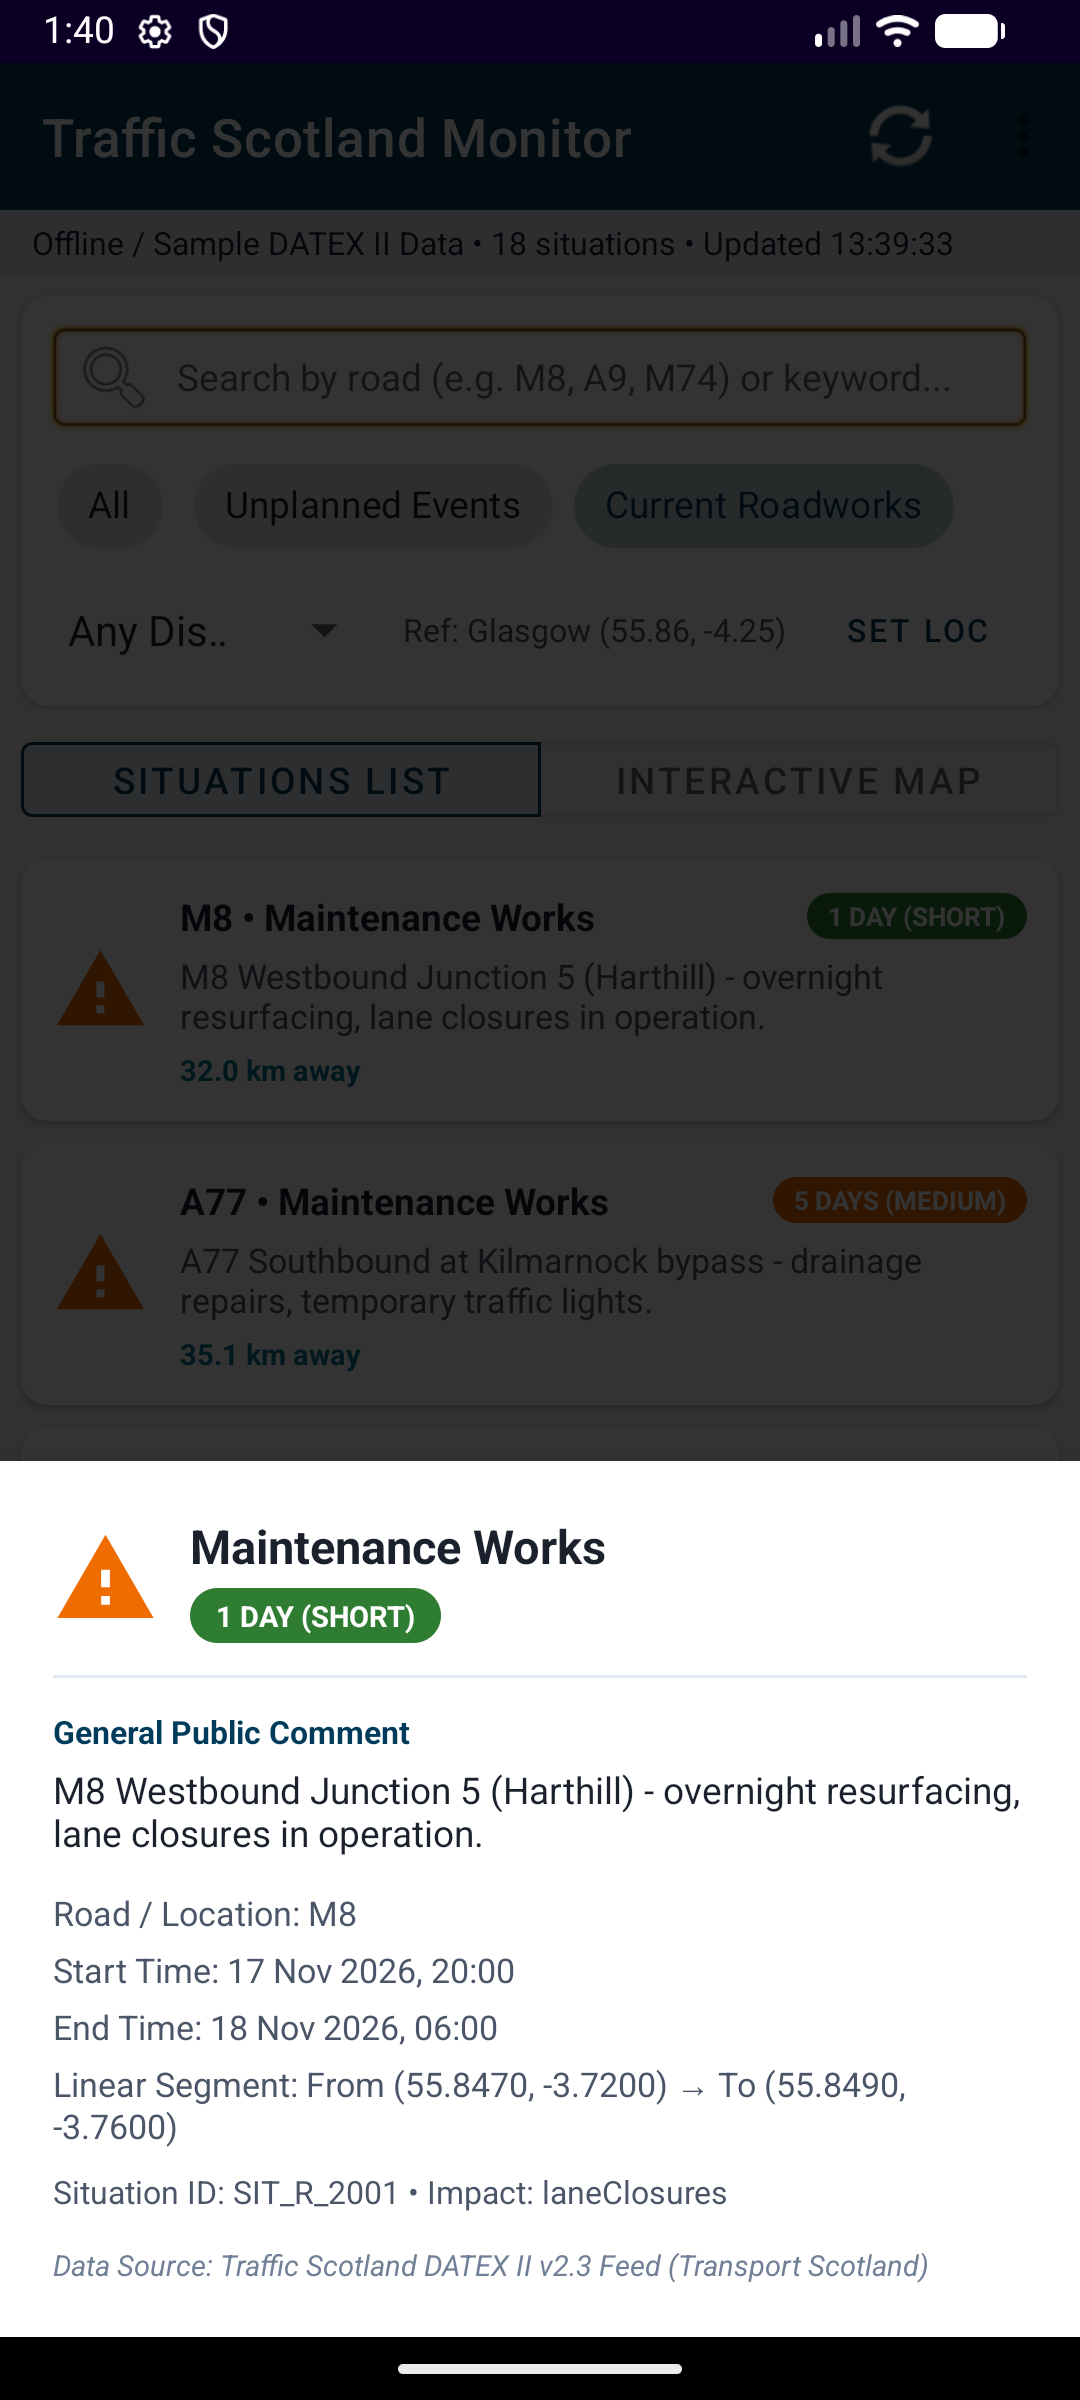 1:40
Traffic Scotland Monitor
Offline / Sample DATEX II Data • 18 situations • Updated 13:39:33
Search by road (e.g. M8, A9, M74) or keyword...
All
Unplanned Events
Current Roadworks
Any Dis..
Ref: Glasgow (55.86, -4.25)
SET LOC
SITUATIONS LIST
INTERACTIVE MAP
M8 • Maintenance Works
1 DAY (SHORT)
M8 Westbound Junction 5 (Harthill) - overnight
resurfacing, lane closures in operation.
32.0 km away
A77 • Maintenance Works
5 DAYS (MEDIUM)
A77 Southbound at Kilmarnock bypass - drainage
repairs, temporary traffic lights.
35.1 km away
Maintenance Works
1 DAY (SHORT)
General Public Comment
M8 Westbound Junction 5 (Harthill) - overnight resurfacing,
lane closures in operation.
Road / Location: M8
Start Time: 17 Nov 2026, 20:00
End Time: 18 Nov 2026, 06:00
Linear Segment: From (55.8470, -3.7200) → To (55.8490,
-3.7600)
Situation ID: SIT_R_2001 • Impact: laneClosures
Data Source: Traffic Scotland DATEX II v2.3 Feed (Transport Scotland)